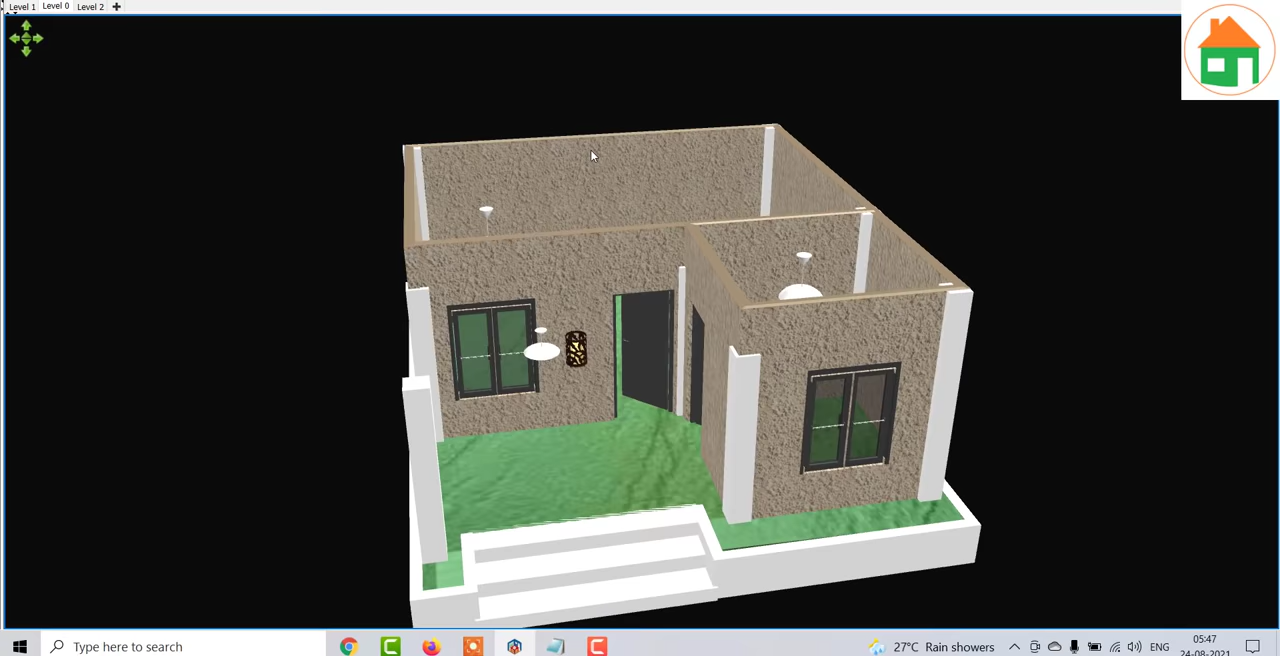 Level 1 Level 0 Level 2
Type here to search
27°C Rain showers
ENG
05:47
24-08-2021